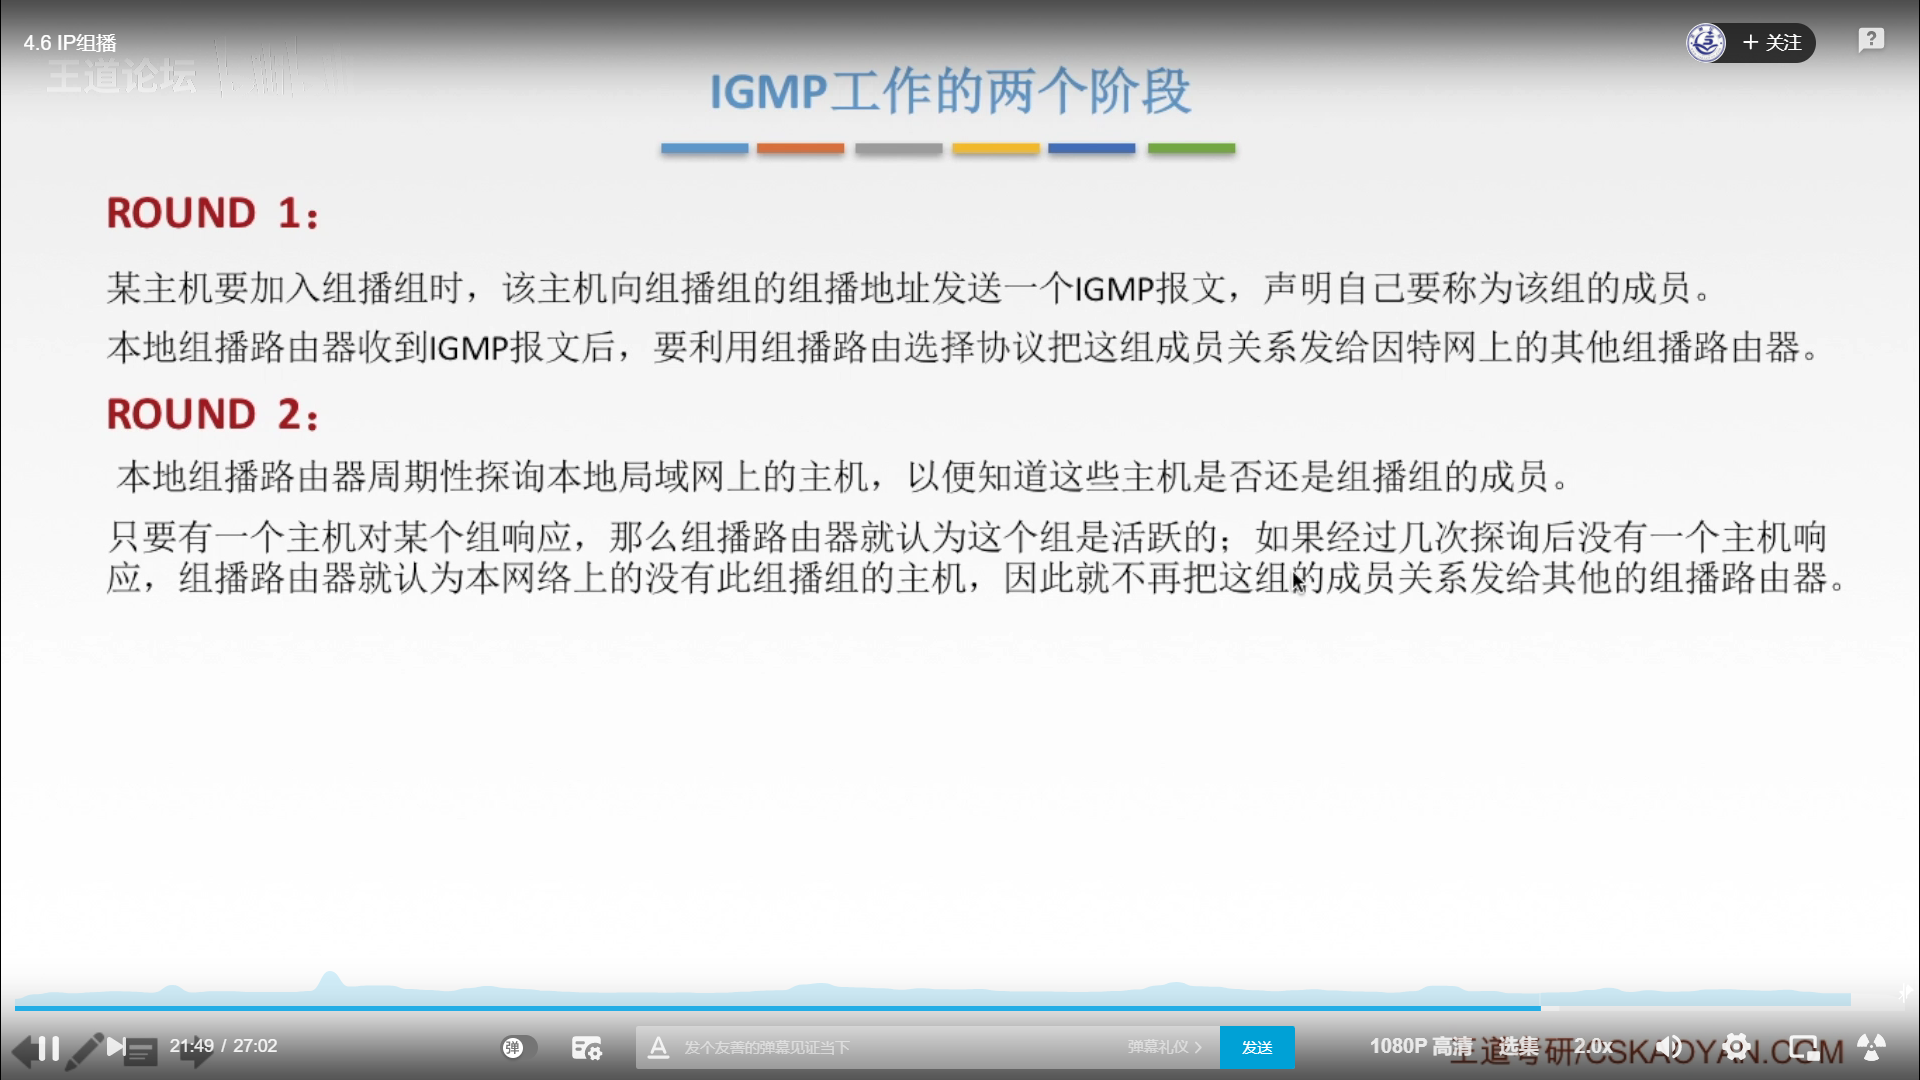 4.6 IP组播
关注
王道论坛
IGMP工作的两个阶段
ROUND 1：
某主机要加入组播组时，该主机向组播组的组播地址发送一个IGMP报文，声明自己要称为该组的成员。
本地组播路由器收到IGMP报文后，要利用组播路由选择协议把这组成员关系发给因特网上的其他组播路由器。
ROUND 2：
本地组播路由器周期性探询本地局域网上的主机，以便知道这些主机是否还是组播组的成员。
只要有一个主机对某个组响应，那么组播路由器就认为这个组是活跃的；如果经过几次探询后没有一个主机响
应，组播路由器就认为本网络上的没有此组播组的主机，因此就不再把这组的成员关系发给其他的组播路由器。
21:49 / 27:02
弹
发个友善的弹幕见证当下
弹幕礼仪
发送
1080P 高清
选集
2.0x
王道考研/CSKAOYAN.COM